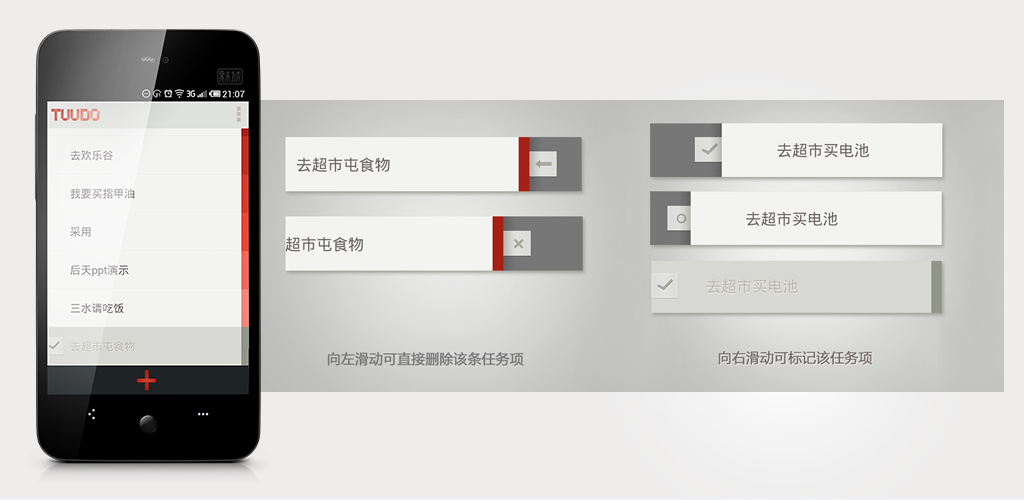 3G 21:07
TUUDO
去欢乐谷
我要买指甲油
采用
后天ppt演示
三水请吃饭
去超市屯食物
去超市屯食物
超市屯食物
向左滑动可直接删除该条任务项
去超市买电池
去超市买电池
去超市买电池
向右滑动可标记该任务项